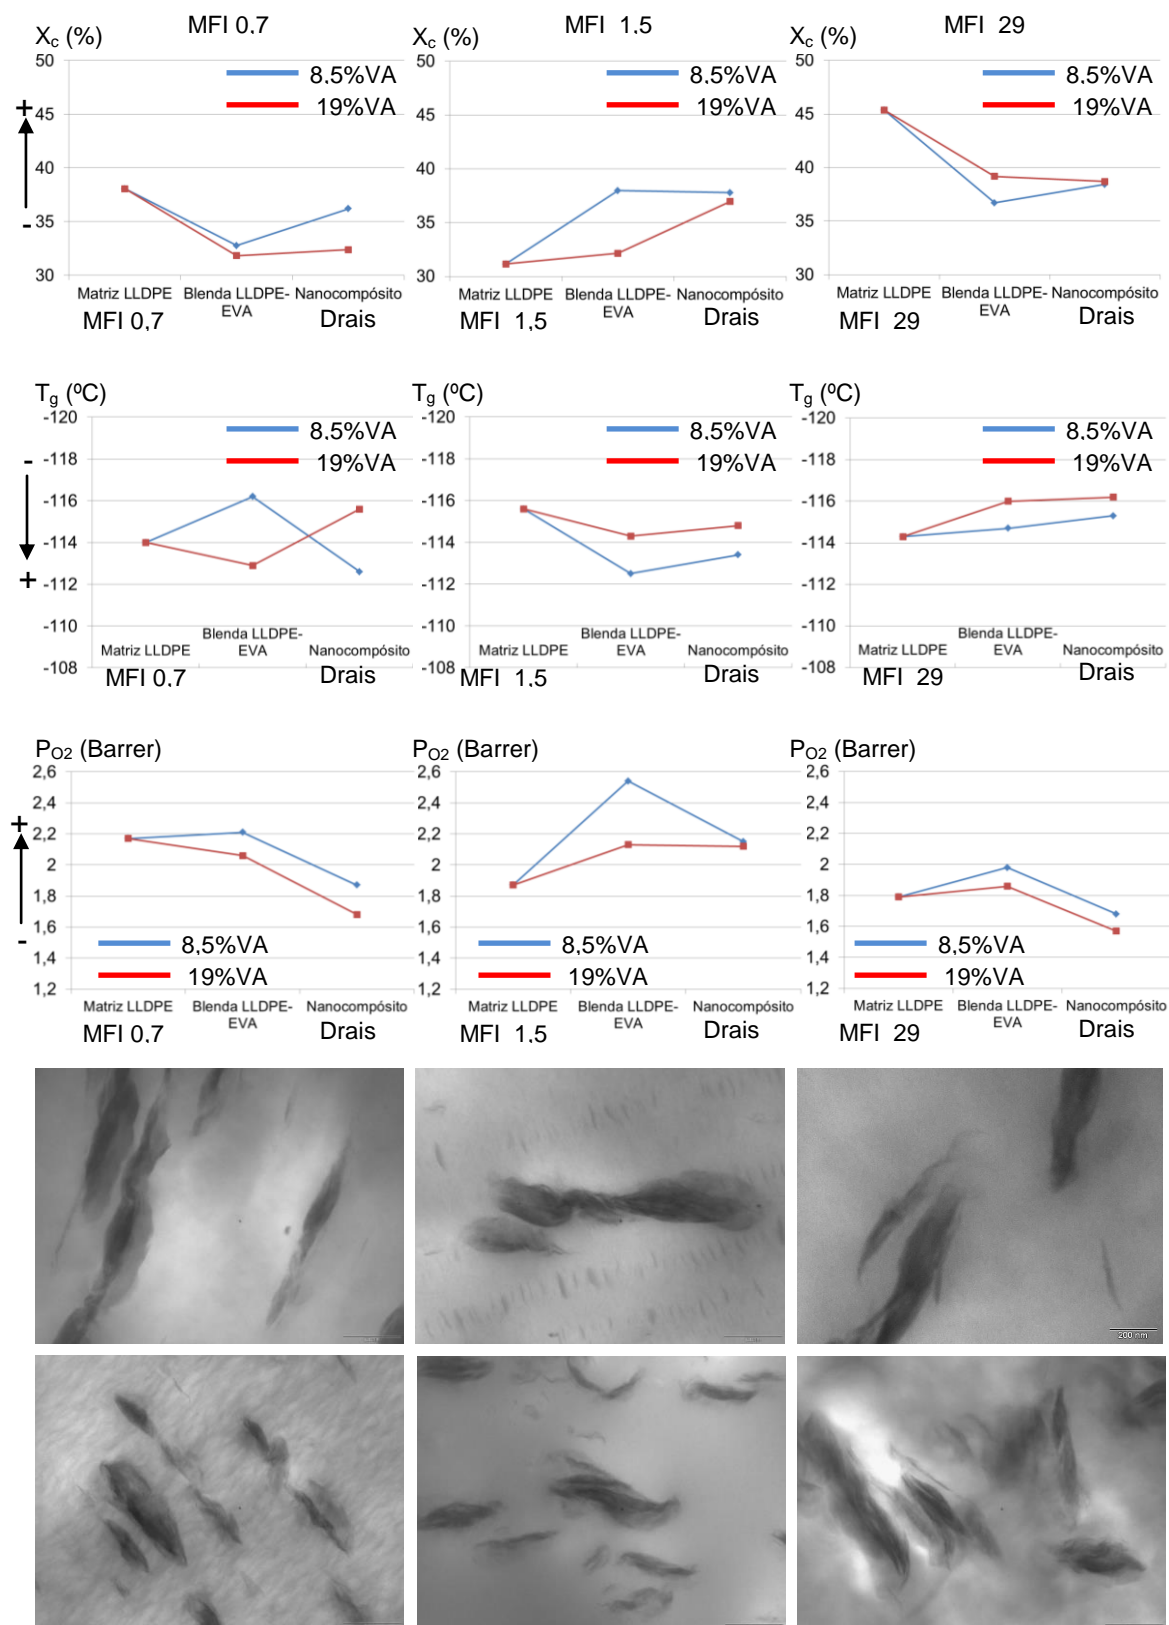 MFI 0,7 MFI 1,5 MFI 29
Xc (%) Xc (%) Xc (%)
50
45
40
35
30
+
-
8,5%VA
19%VA
Matriz LLDPE Blenda LLDPE-EVA Nanocompósito
MFI 0,7 Drais
50
45
40
35
30
8,5%VA
19%VA
Matriz LLDPE Blenda LLDPE-EVA Nanocompósito
MFI 1,5 Drais
50
45
40
35
30
8,5%VA
19%VA
Matriz LLDPE Blenda LLDPE-EVA Nanocompósito
MFI 29 Drais
Tg (ºC) Tg (ºC) Tg (ºC)
-120
-118
-116
-114
-112
-110
-108
-
+
8,5%VA
19%VA
Matriz LLDPE Blenda LLDPE-EVA Nanocompósito
MFI 0,7 Drais
-120
-118
-116
-114
-112
-110
-108
8,5%VA
19%VA
Matriz LLDPE Blenda LLDPE-EVA Nanocompósito
MFI 1,5 Drais
-120
-118
-116
-114
-112
-110
-108
8,5%VA
19%VA
Matriz LLDPE Blenda LLDPE-EVA Nanocompósito
MFI 29 Drais
PO2 (Barrer) PO2 (Barrer) PO2 (Barrer)
2,6
2,4
2,2
2
1,8
1,6
1,4
1,2
+
-
8,5%VA
19%VA
Matriz LLDPE Blenda LLDPE-EVA Nanocompósito
MFI 0,7 Drais
2,6
2,4
2,2
2
1,8
1,6
1,4
1,2
8,5%VA
19%VA
Matriz LLDPE Blenda LLDPE-EVA Nanocompósito
MFI 1,5 Drais
2,6
2,4
2,2
2
1,8
1,6
1,4
1,2
8,5%VA
19%VA
Matriz LLDPE Blenda LLDPE-EVA Nanocompósito
MFI 29 Drais
200 nm